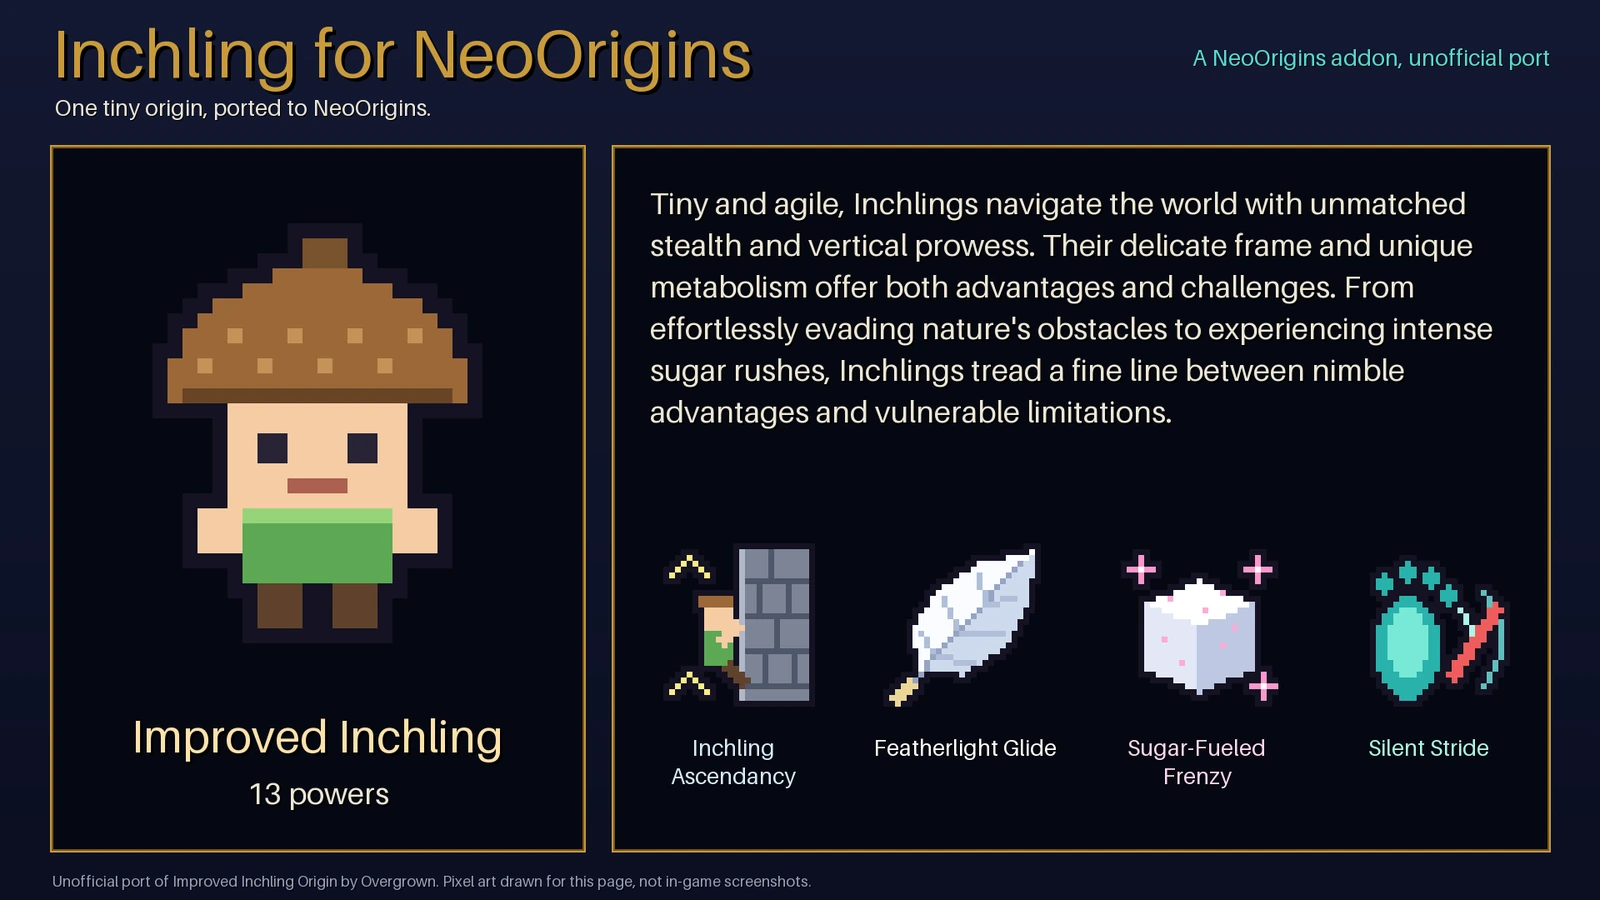 Inchling for NeoOrigins
A NeoOrigins addon, unofficial port
One tiny origin, ported to NeoOrigins.
Improved Inchling
13 powers
Tiny and agile, Inchlings navigate the world with unmatched
stealth and vertical prowess. Their delicate frame and unique
metabolism offer both advantages and challenges. From
effortlessly evading nature's obstacles to experiencing intense
sugar rushes, Inchlings tread a fine line between nimble
advantages and vulnerable limitations.
Inchling
Ascendancy
Featherlight Glide
Sugar-Fueled
Frenzy
Silent Stride
Unofficial port of Improved Inchling Origin by Overgrown. Pixel art drawn for this page, not in-game screenshots.